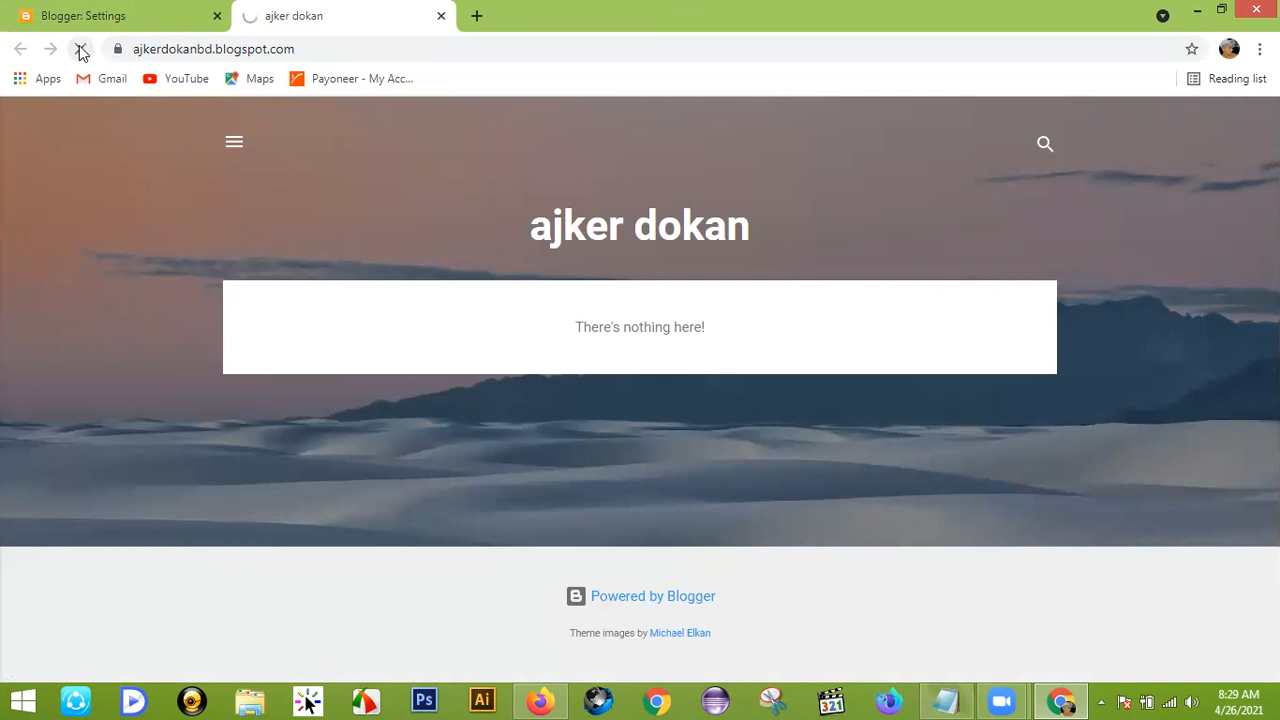 Blogger: Settings
ajker dokan
ajkerdokanbd.blogspot.com
Apps
Gmail
YouTube
Maps
Payoneer - My Acc...
Reading list
ajker dokan
There's nothing here!
Powered by Blogger
Theme images by Michael Elkan
Ps
Ai
321
8:29 AM
4/26/2021